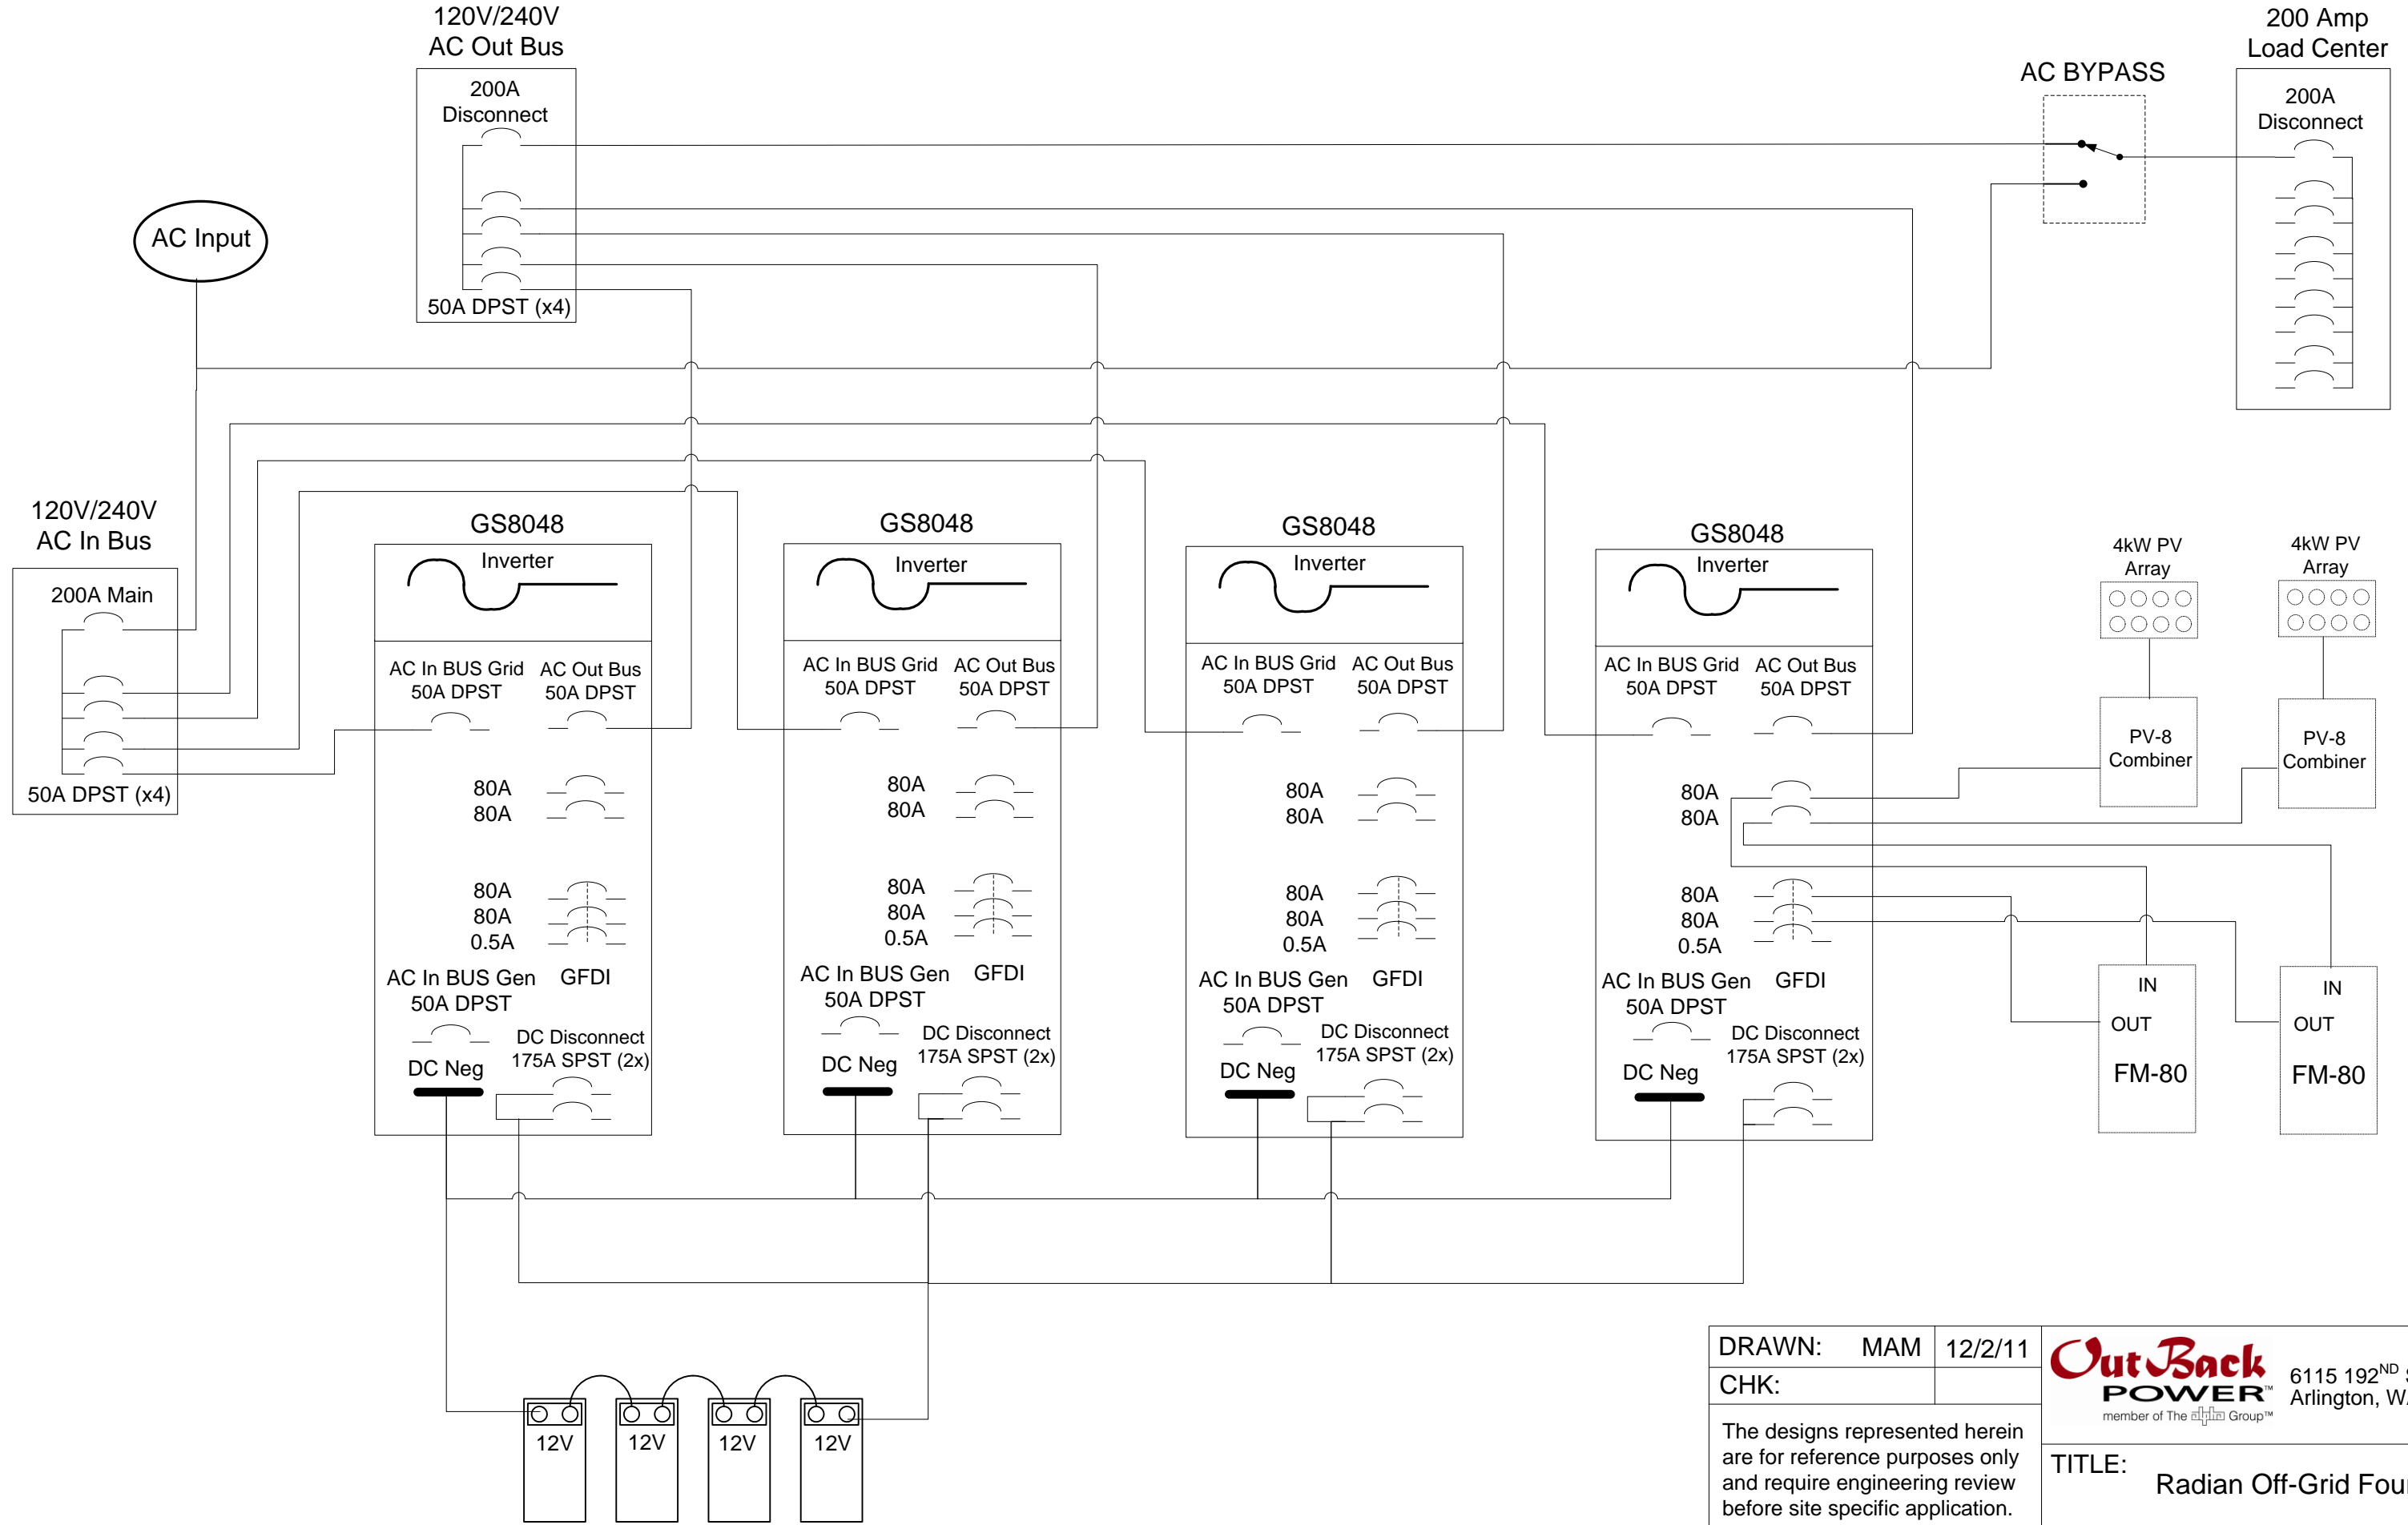 120V/240V
AC Out Bus
200A
Disconnect
50A DPST (x4)
AC Input
AC BYPASS
200 Amp
Load Center
200A
Disconnect
120V/240V
AC In Bus
200A Main
50A DPST (x4)
GS8048
Inverter
AC In BUS Grid
50A DPST
AC Out Bus
50A DPST
80A
80A
80A
80A
0.5A
AC In BUS Gen
50A DPST
GFDI
DC Disconnect
175A SPST (2x)
DC Neg
GS8048
Inverter
AC In BUS Grid
50A DPST
AC Out Bus
50A DPST
80A
80A
80A
80A
0.5A
AC In BUS Gen
50A DPST
GFDI
DC Disconnect
175A SPST (2x)
DC Neg
GS8048
Inverter
AC In BUS Grid
50A DPST
AC Out Bus
50A DPST
80A
80A
80A
80A
0.5A
AC In BUS Gen
50A DPST
GFDI
DC Disconnect
175A SPST (2x)
DC Neg
GS8048
Inverter
AC In BUS Grid
50A DPST
AC Out Bus
50A DPST
80A
80A
80A
80A
0.5A
AC In BUS Gen
50A DPST
GFDI
DC Disconnect
175A SPST (2x)
DC Neg
4kW PV
Array
4kW PV
Array
PV-8
Combiner
PV-8
Combiner
IN
OUT
FM-80
IN
OUT
FM-80
12V
12V
12V
12V
DRAWN: MAM 12/2/11
CHK:
The designs represented herein
are for reference purposes only
and require engineering review
before site specific application.
OutBack
POWER™
member of The alpha Group™
6115 192ND
Arlington,
TITLE:
Radian Off-Grid